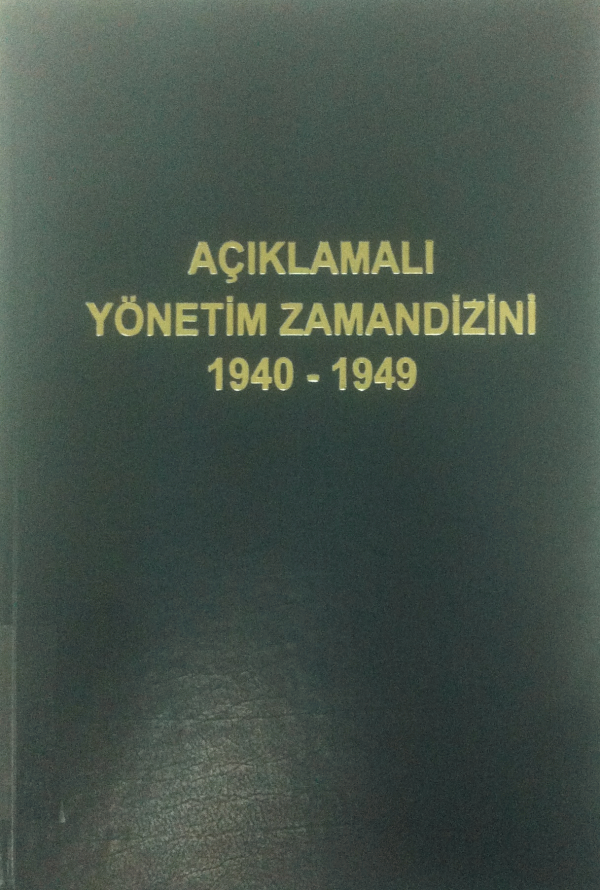 AÇIKLAMALI
YÖNETİM ZAMANDİZİNİ
1940 - 1949